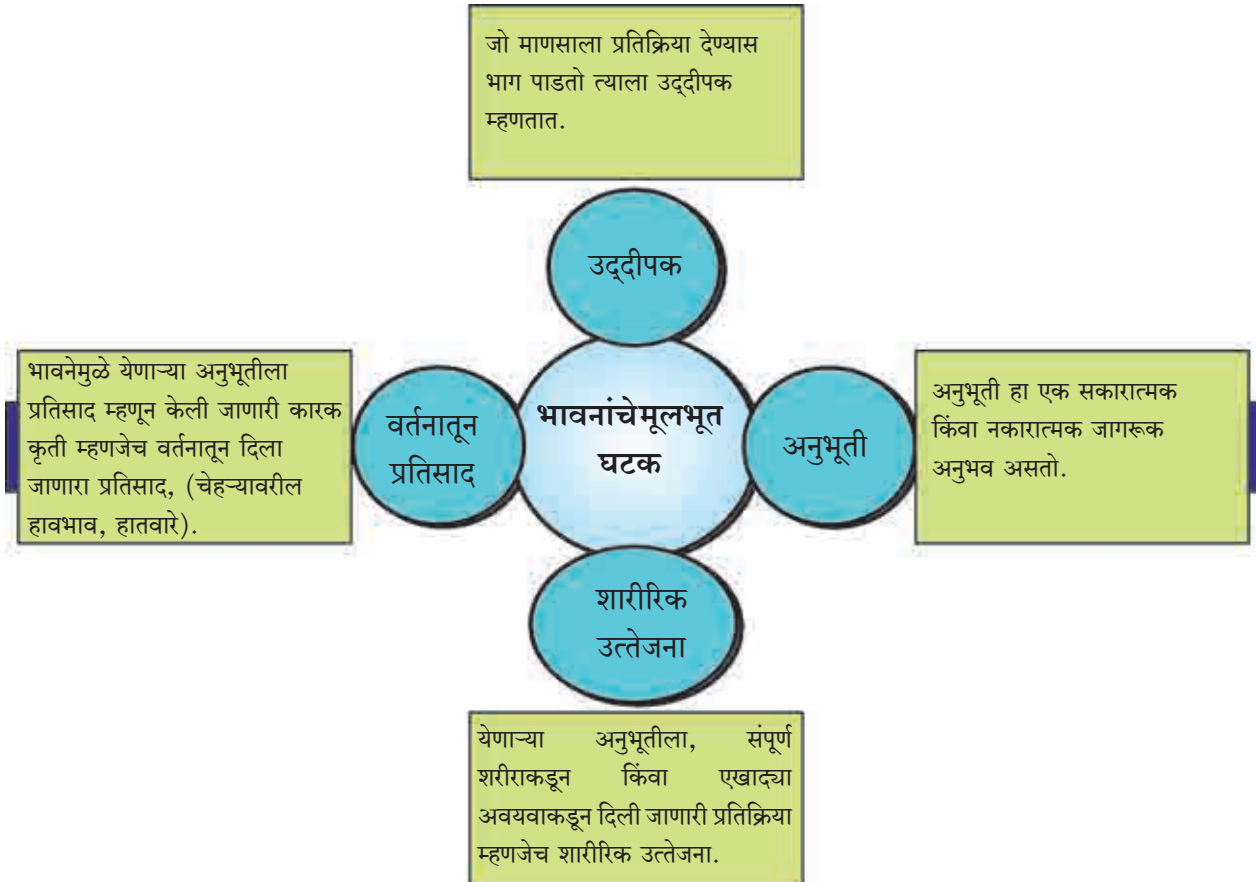 जो माणसाला प्रतिक्रिया देण्यास
भाग पाडतो त्याला उद्‌दीपक
म्हणतात.
उद्‌दीपक
भावनेमुळे येणाऱ्या अनुभूतीला
प्रतिसाद म्हणून केली जाणारी कारक
कृती म्हणजेच वर्तनातून दिला
जाणारा प्रतिसाद, (चेहऱ्यावरील
हावभाव, हातवारे).
वर्तनातून
प्रतिसाद
भावनांचेमूलभूत
घटक
अनुभूती
अनुभूती हा एक सकारात्मक
किंवा नकारात्मक जागरूक
अनुभव असतो.
शारीरिक
उत्तेजना
येणाऱ्या अनुभूतीला, संपूर्ण
शरीराकडून किंवा एखाद्या
अवयवाकडून दिली जाणारी प्रतिक्रिया
म्हणजेच शारीरिक उत्तेजना.